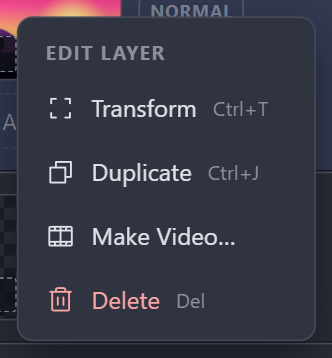 NORMAL
EDIT LAYER
A
Transform Ctrl+T
Duplicate Ctrl+J
Make Video...
Delete Del